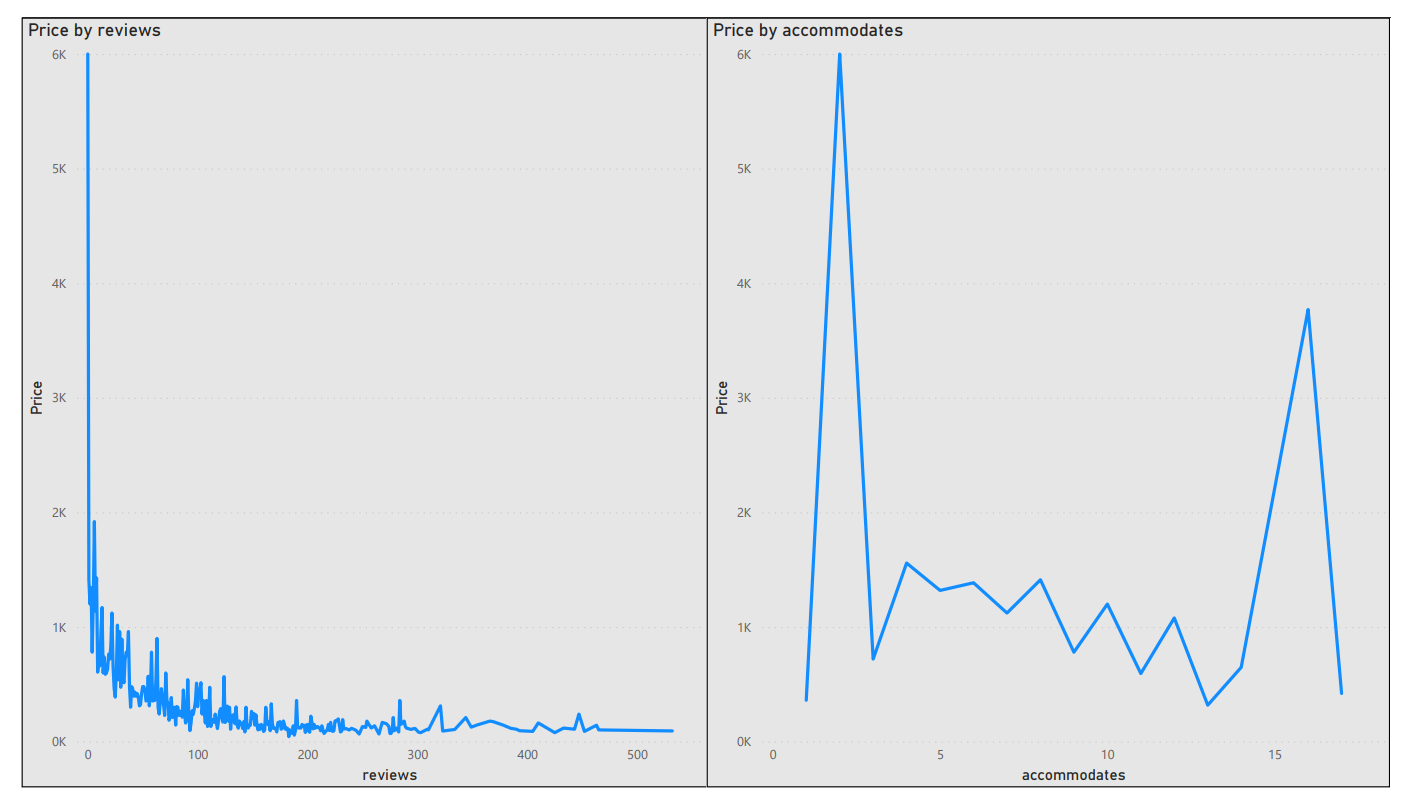 Price by reviews
6K
5K
4K
3K
2K
1K
0K
Price
0 100 200 300 400 500
reviews
Price by accommodates
6K
5K
4K
3K
2K
1K
0K
Price
0 5 10 15
accommodates